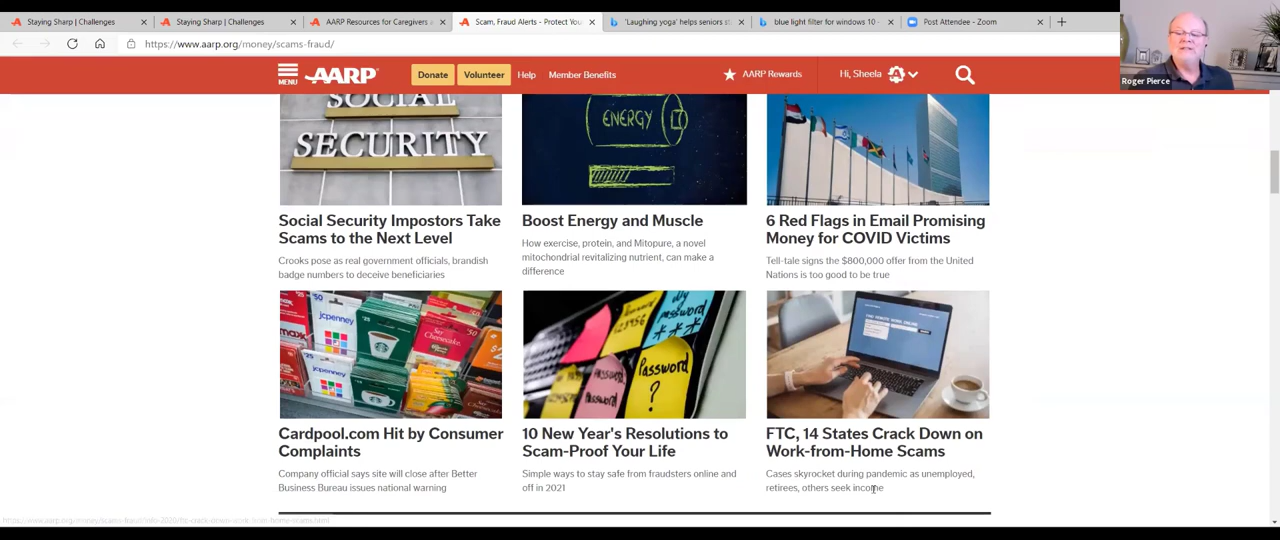 Staying Sharp | Challenges
Staying Sharp | Challenges
AARP Resources for Caregivers a
Scam, Fraud Alerts - Protect You
'Laughing yoga' helps seniors st
blue light filter for windows 10 -
Post Attendee - Zoom
https://www.aarp.org/money/scams-fraud/
MENU
AARP
Donate
Volunteer
Help
Member Benefits
AARP Rewards
Hi, Sheela
Roger Pierce
SOCIAL
SECURITY
ENERGY
Social Security Impostors Take
Scams to the Next Level
Crooks pose as real government officials, brandish
badge numbers to deceive beneficiaries
Boost Energy and Muscle
How exercise, protein, and Mitopure, a novel
mitochondrial revitalizing nutrient, can make a
difference
6 Red Flags in Email Promising
Money for COVID Victims
Tell-tale signs the $800,000 offer from the United
Nations is too good to be true
jcpenney
jcpenney
Password
?
Cardpool.com Hit by Consumer
Complaints
Company official says site will close after Better
Business Bureau issues national warning
10 New Year's Resolutions to
Scam-Proof Your Life
Simple ways to stay safe from fraudsters online and
off in 2021
FTC, 14 States Crack Down on
Work-from-Home Scams
Cases skyrocket during pandemic as unemployed,
retirees, others seek income